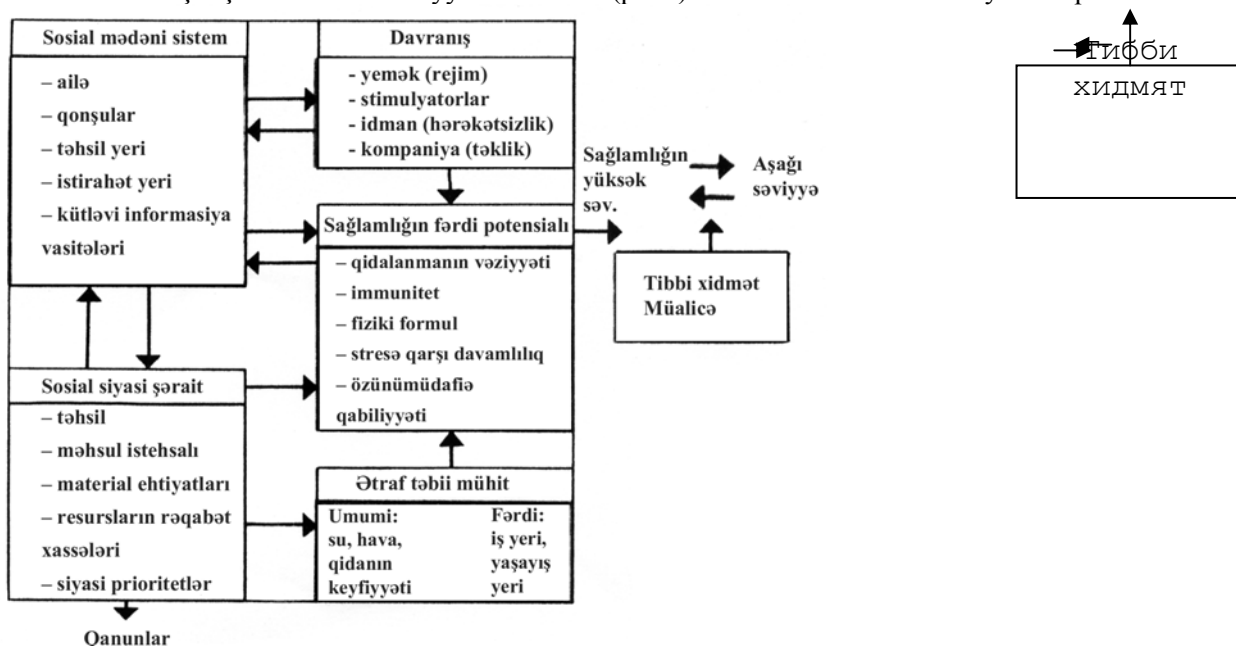 Sosial mədəni sistem
– ailə
– qonşular
– təhsil yeri
– istirahət yeri
– kütləvi informasiya
vasitələri
Davranış
- yemək (rejim)
- stimulyatorlar
- idman (hərəkətsizlik)
- kompaniya (təklik)
Sağlamlığın fərdi potensialı
– qidalanmanın vəziyyəti
– immunitet
– fiziki formul
– stresə qarşı davamlılıq
– özünümüdafiə
qabiliyyəti
Sağlamlığın
yüksək
səv.
Aşağı
səviyyə
Tibbi xidmət
Müalicə
Тибби
хидмят
Sosial siyasi şərait
– təhsil
– məhsul istehsalı
– material ehtiyatları
– resursların rəqabət
xassələri
– siyasi prioritetlər
Ətraf təbii mühit
Umumi:
su, hava,
qidanın
keyfiyyəti
Fərdi:
iş yeri,
yaşayış
yeri
Qanunlar